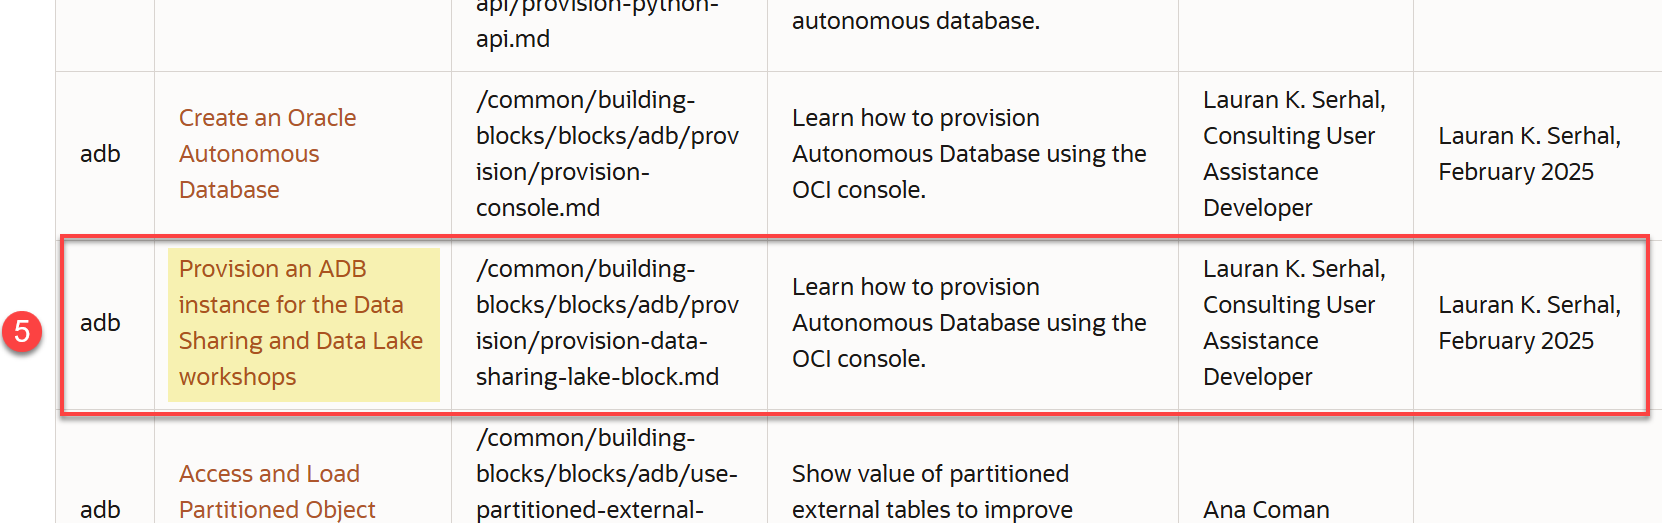 api/provision-python-
api.md
autonomous database.
adb
Create an Oracle
Autonomous
Database
/common/building-
blocks/blocks/adb/prov
ision/provision-
console.md
Learn how to provision
Autonomous Database using the
OCI console.
Lauran K. Serhal,
Consulting User
Assistance
Developer
Lauran K. Serhal,
February 2025
5
adb
Provision an ADB
instance for the Data
Sharing and Data Lake
workshops
/common/building-
blocks/blocks/adb/prov
ision/provision-data-
sharing-lake-block.md
Learn how to provision
Autonomous Database using the
OCI console.
Lauran K. Serhal,
Consulting User
Assistance
Developer
Lauran K. Serhal,
February 2025
adb
Access and Load
Partitioned Object
/common/building-
blocks/blocks/adb/use-
partitioned-external-
Show value of partitioned
external tables to improve
Ana Coman